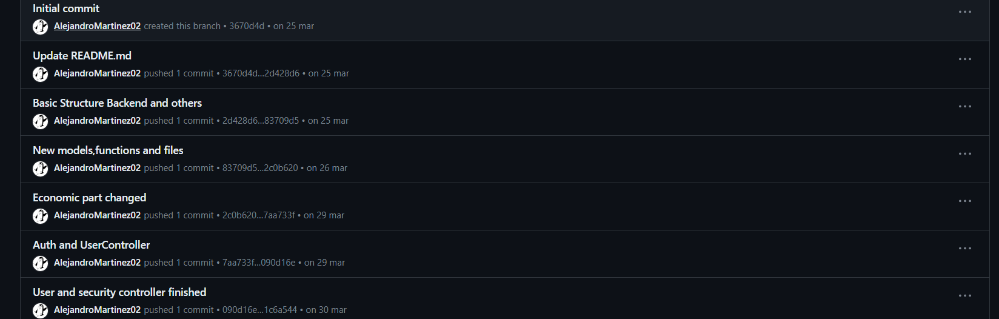 Initial commit
AlejandroMartinez02 created this branch • 3670d4d • on 25 mar
Update README.md
AlejandroMartinez02 pushed 1 commit • 3670d4d...2d428d6 • on 25 mar
Basic Structure Backend and others
AlejandroMartinez02 pushed 1 commit • 2d428d6...83709d5 • on 25 mar
New models,functions and files
AlejandroMartinez02 pushed 1 commit • 83709d5...2c0b620 • on 26 mar
Economic part changed
AlejandroMartinez02 pushed 1 commit • 2c0b620...7aa733f • on 29 mar
Auth and UserController
AlejandroMartinez02 pushed 1 commit • 7aa733f...090d16e • on 29 mar
User and security controller finished
AlejandroMartinez02 pushed 1 commit • 090d16e...1c6a544 • on 30 mar